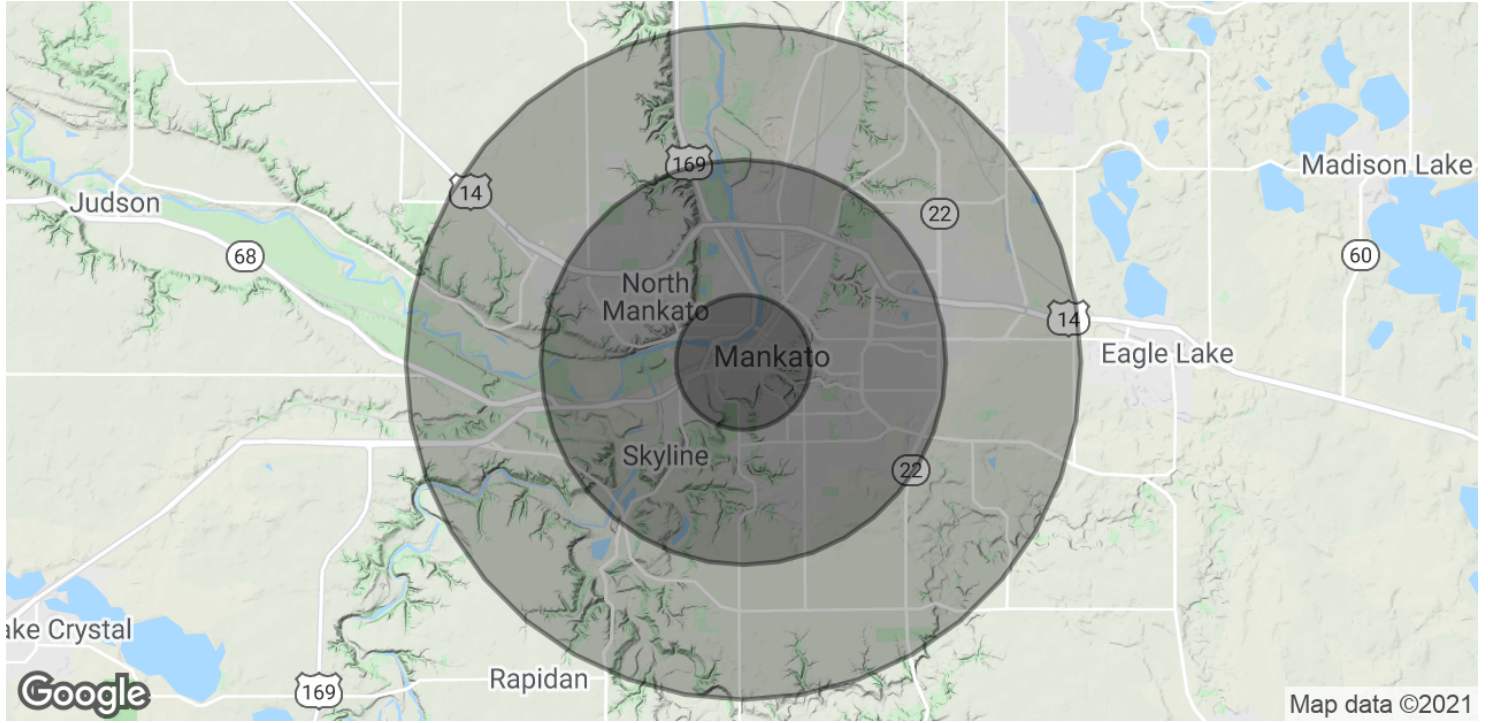 169
Madison Lake
14
Judson
22
68
60
North
Mankato
14
Mankato
Eagle Lake
Skyline
22
ake Crystal
Rapidan
169
Google
Map data ©2021